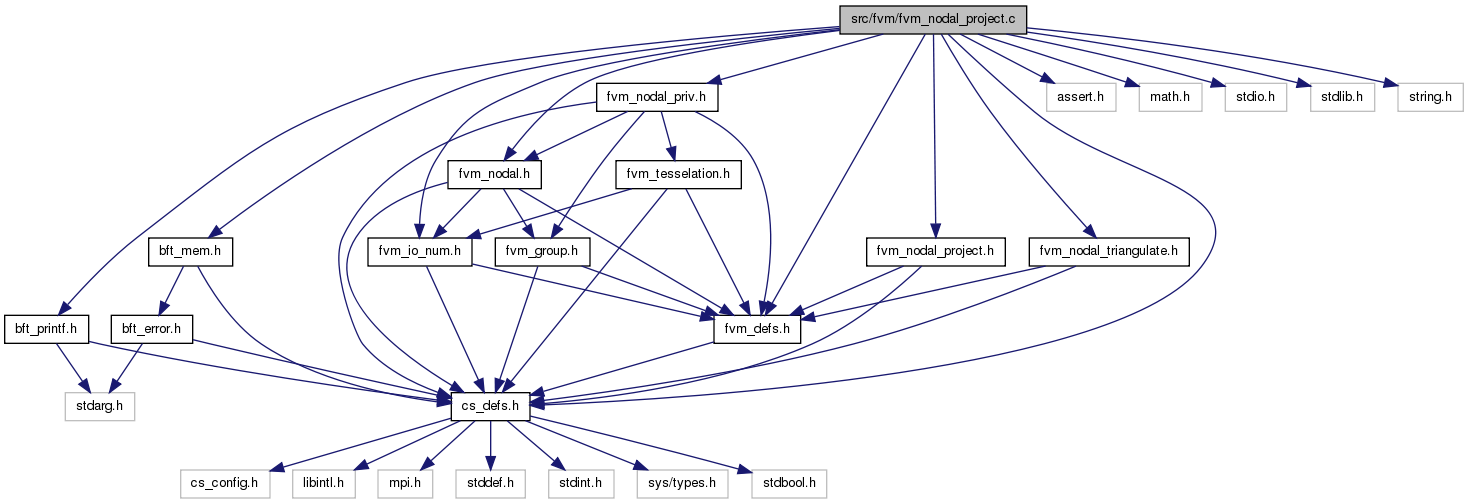 src/fvm/fvm_nodal_project.c
fvm_nodal_priv.h
assert.h
math.h
stdio.h
stdlib.h
string.h
fvm_nodal.h
fvm_tesselation.h
bft_mem.h
fvm_io_num.h
fvm_group.h
fvm_nodal_project.h
fvm_nodal_triangulate.h
bft_printf.h
bft_error.h
fvm_defs.h
stdarg.h
cs_defs.h
cs_config.h
libintl.h
mpi.h
stddef.h
stdint.h
sys/types.h
stdbool.h